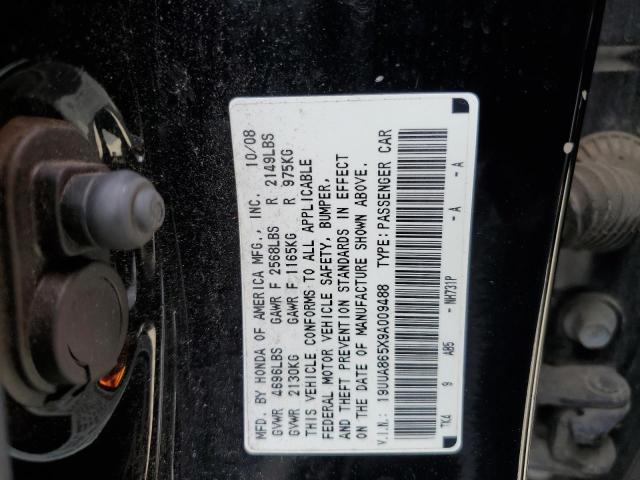 MFD. BY HONDA OF AMERICA MFG., INC. 10/08
GVWR 4696LBS GAWR F 2568LBS R 2149LBS
GVWR 2130KG GAWR F 1165KG R 975KG
THIS VEHICLE CONFORMS TO ALL APPLICABLE
FEDERAL MOTOR VEHICLE SAFETY, BUMPER,
AND THEFT PREVENTION STANDARDS IN EFFECT
ON THE DATE OF MANUFACTURE SHOWN ABOVE.
V.I.N.: 19UUA865X9A009488 TYPE: PASSENGER CAR
TK4 9 AB5 - NH731P - A - A